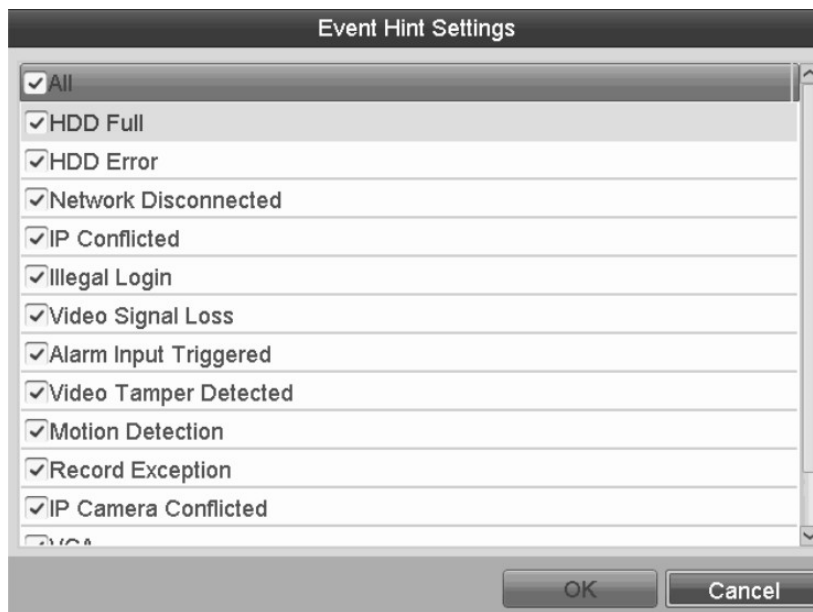 Event Hint Settings
All
HDD Full
HDD Error
Network Disconnected
IP Conflicted
Illegal Login
Video Signal Loss
Alarm Input Triggered
Video Tamper Detected
Motion Detection
Record Exception
IP Camera Conflicted
OK
Cancel